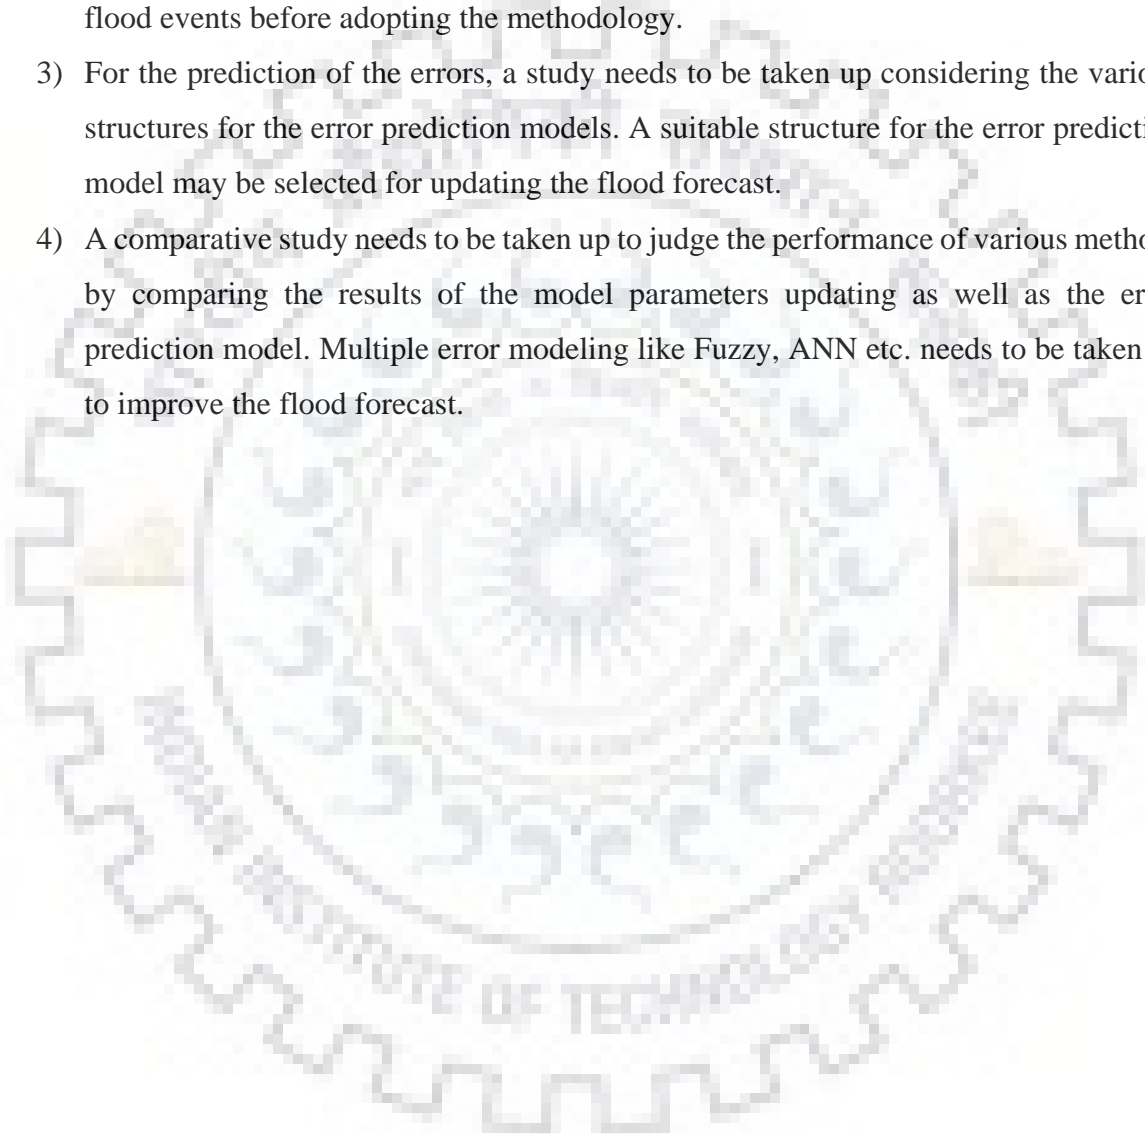 flood events before adopting the methodology.
3) For the prediction of the errors, a study needs to be taken up considering the vario
structures for the error prediction models. A suitable structure for the error predicti
model may be selected for updating the flood forecast.
4) A comparative study needs to be taken up to judge the performance of various metho
by comparing the results of the model parameters updating as well as the er
prediction model. Multiple error modeling like Fuzzy, ANN etc. needs to be taken
to improve the flood forecast.
INSTITUTE OF TECHNOLOGY